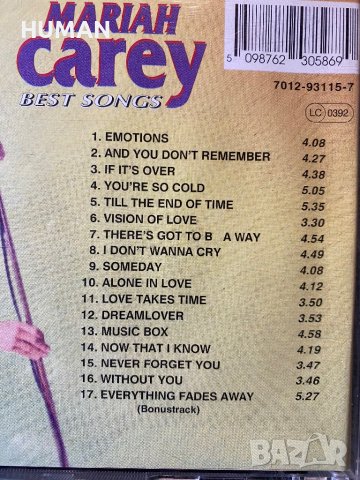 HUMAN
MARIAH
carey
BEST SONGS
5 098762 305869
7012-93115-7
LC 0392
1. EMOTIONS 4.08
2. AND YOU DON'T REMEMBER 4.27
3. IF IT'S OVER 4.38
4. YOU'RE SO COLD 5.05
5. TILL THE END OF TIME 5.35
6. VISION OF LOVE 3.30
7. THERE'S GOT TO B A WAY 4.54
8. I DON'T WANNA CRY 4.49
9. SOMEDAY 4.08
10. ALONE IN LOVE 4.12
11. LOVE TAKES TIME 3.50
12. DREAMLOVER 3.53
13. MUSIC BOX 4.58
14. NOW THAT I KNOW 4.19
15. NEVER FORGET YOU 3.47
16. WITHOUT YOU 3.46
17. EVERYTHING FADES AWAY 5.27
(Bonustrack)
BAZAR
bg